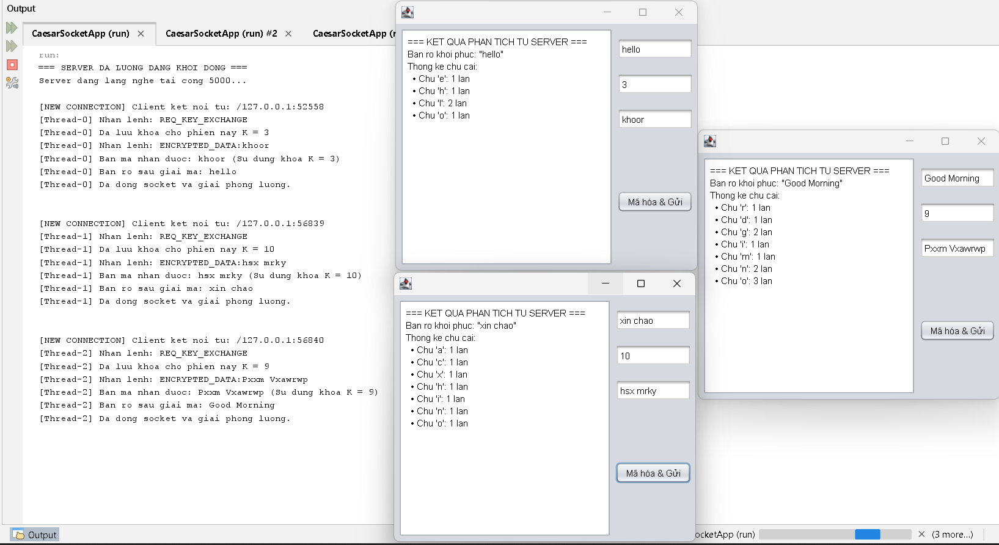 Output
CaesarSocketApp (run)
CaesarSocketApp (run) #2
CaesarSocketApp (r
run:
=== SERVER DA LUONG DANG KHOI DONG ===
Server dang lang nghe tai cong 5000...
[NEW CONNECTION] Client ket noi tu: /127.0.0.1:52558
[Thread-0] Nhan lenh: REQ_KEY_EXCHANGE
[Thread-0] Da luu khoa cho phien nay K = 3
[Thread-0] Nhan lenh: ENCRYPTED_DATA:khoor
[Thread-0] Ban ma nhan duoc: khoor (Su dung khoa K = 3)
[Thread-0] Ban ro sau giai ma: hello
[Thread-0] Da dong socket va giai phong luong.
[NEW CONNECTION] Client ket noi tu: /127.0.0.1:56839
[Thread-1] Nhan lenh: REQ_KEY_EXCHANGE
[Thread-1] Da luu khoa cho phien nay K = 10
[Thread-1] Nhan lenh: ENCRYPTED_DATA:hsx mrky
[Thread-1] Ban ma nhan duoc: hsx mrky (Su dung khoa K = 10)
[Thread-1] Ban ro sau giai ma: xin chao
[Thread-1] Da dong socket va giai phong luong.
[NEW CONNECTION] Client ket noi tu: /127.0.0.1:56840
[Thread-2] Nhan lenh: REQ_KEY_EXCHANGE
[Thread-2] Da luu khoa cho phien nay K = 9
[Thread-2] Nhan lenh: ENCRYPTED_DATA:Pxxm Vxawrwp
[Thread-2] Ban ma nhan duoc: Pxxm Vxawrwp (Su dung khoa K = 9)
[Thread-2] Ban ro sau giai ma: Good Morning
[Thread-2] Da dong socket va giai phong luong.
=== KET QUA PHAN TICH TU SERVER ===
Ban ro khoi phuc: "hello"
Thong ke chu cai:
• Chu 'e': 1 lan
• Chu 'h': 1 lan
• Chu 'l': 2 lan
• Chu 'o': 1 lan
hello
3
khoor
Mã hóa & Gửi
=== KET QUA PHAN TICH TU SERVER ===
Ban ro khoi phuc: "Good Morning"
Thong ke chu cai:
• Chu 'r': 1 lan
• Chu 'd': 1 lan
• Chu 'g': 2 lan
• Chu 'i': 1 lan
• Chu 'm': 1 lan
• Chu 'n': 2 lan
• Chu 'o': 3 lan
Good Morning
9
Pxxm Vxawrwp
Mã hóa & Gửi
=== KET QUA PHAN TICH TU SERVER ===
Ban ro khoi phuc: "xin chao"
Thong ke chu cai:
• Chu 'a': 1 lan
• Chu 'c': 1 lan
• Chu 'x': 1 lan
• Chu 'h': 1 lan
• Chu 'i': 1 lan
• Chu 'n': 1 lan
• Chu 'o': 1 lan
xin chao
10
hsx mrky
Mã hóa & Gửi
Output
ocketApp (run)
(3 more...)